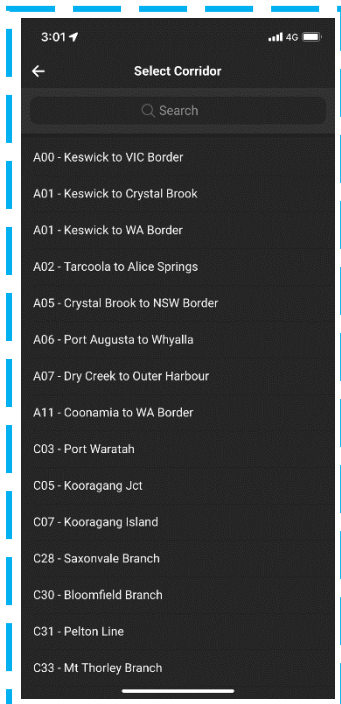 3:01
4G
Select Corridor
Search
A00 - Keswick to VIC Border
A01 - Keswick to Crystal Brook
A01 - Keswick to WA Border
A02 - Tarcoola to Alice Springs
A05 - Crystal Brook to NSW Border
A06 - Port Augusta to Whyalla
A07 - Dry Creek to Outer Harbour
A11 - Coonamia to WA Border
C03 - Port Waratah
C05 - Kooragang Jct
C07 - Kooragang Island
C28 - Saxonvale Branch
C30 - Bloomfield Branch
C31 - Pelton Line
C33 - Mt Thorley Branch